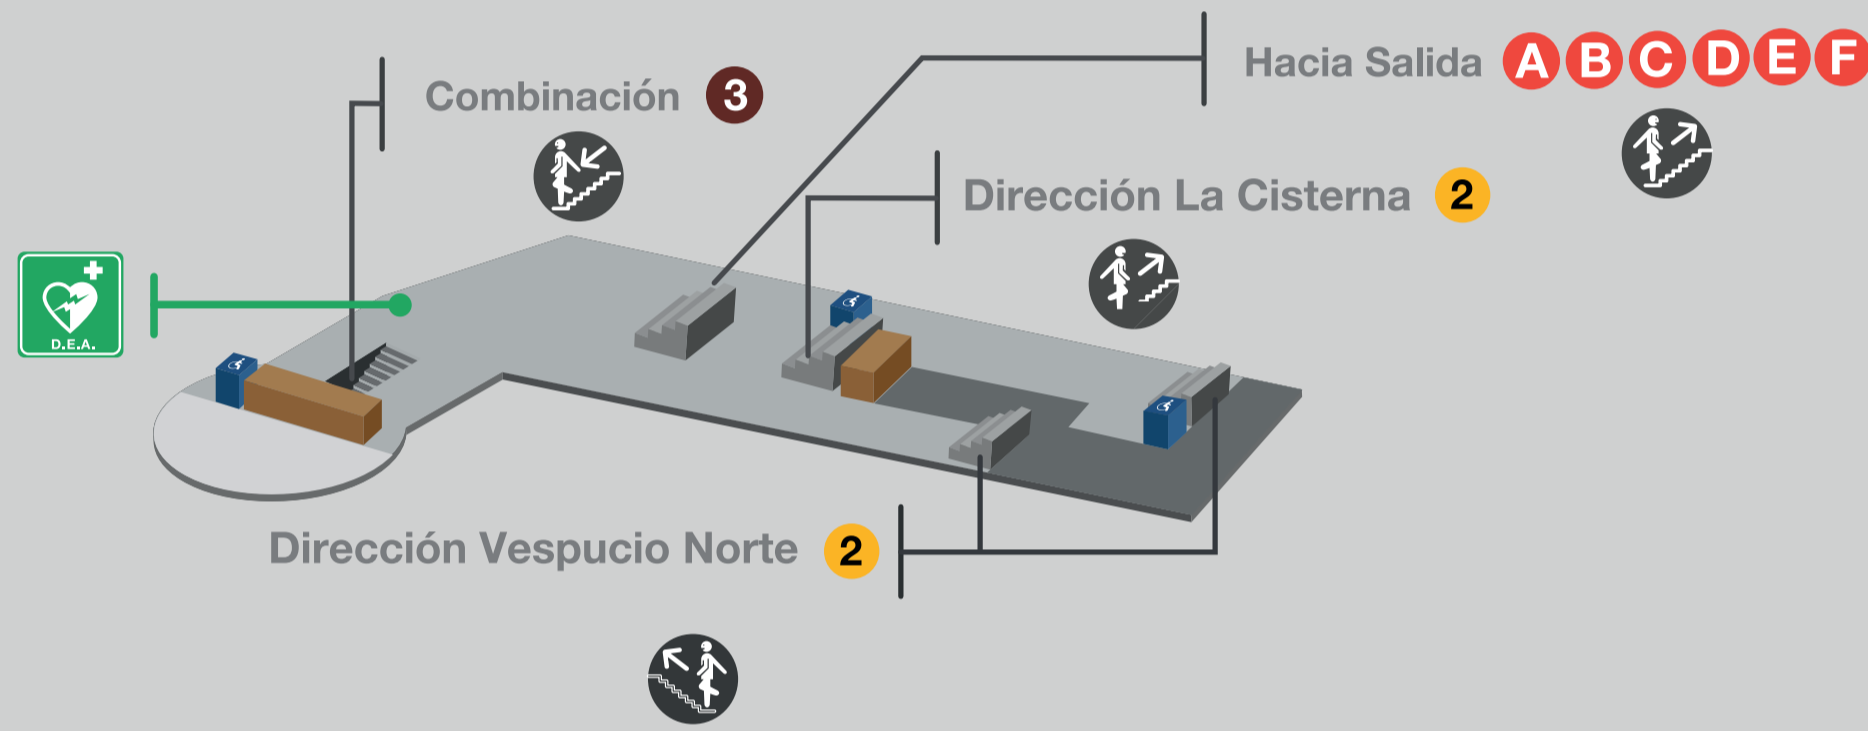 Hacia Salida A B C D E F
Combinación 3
Dirección La Cisterna 2
D.E.A.
Dirección Vespucio Norte 2